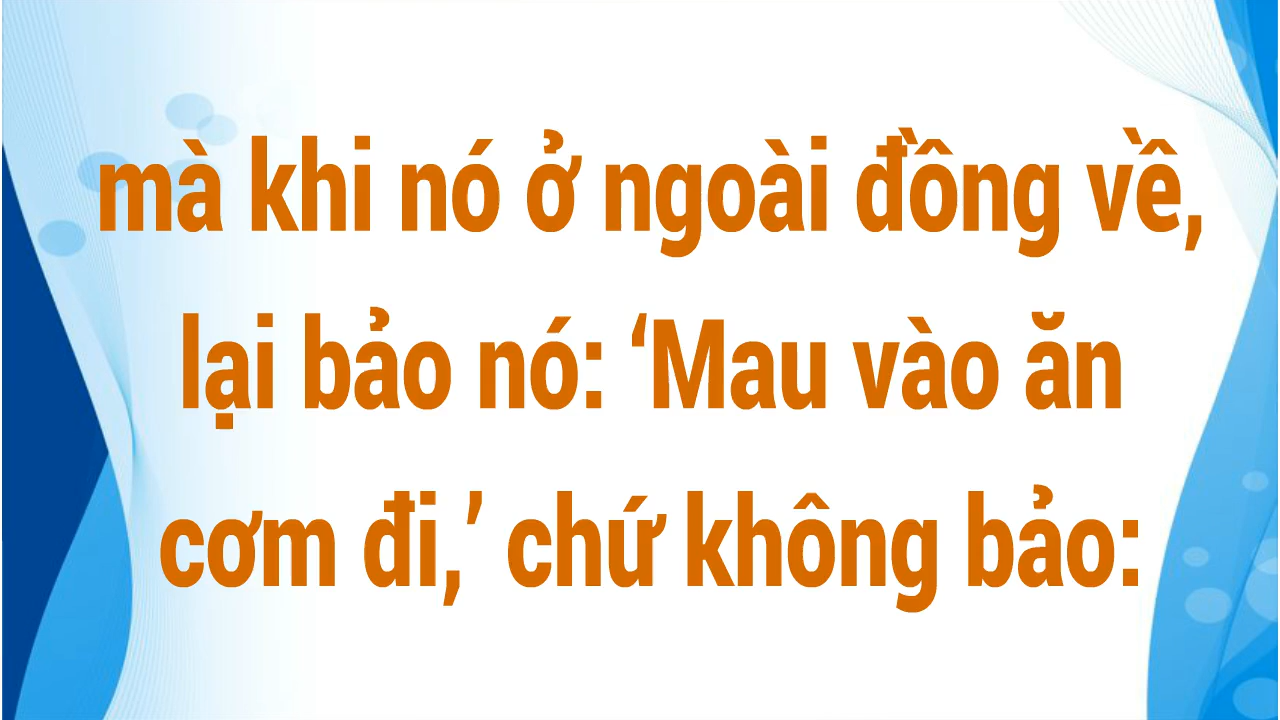 mà khi nó ở ngoài đồng về,
lại bảo nó: ‘Mau vào ăn
cơm đi,’ chứ không bảo: